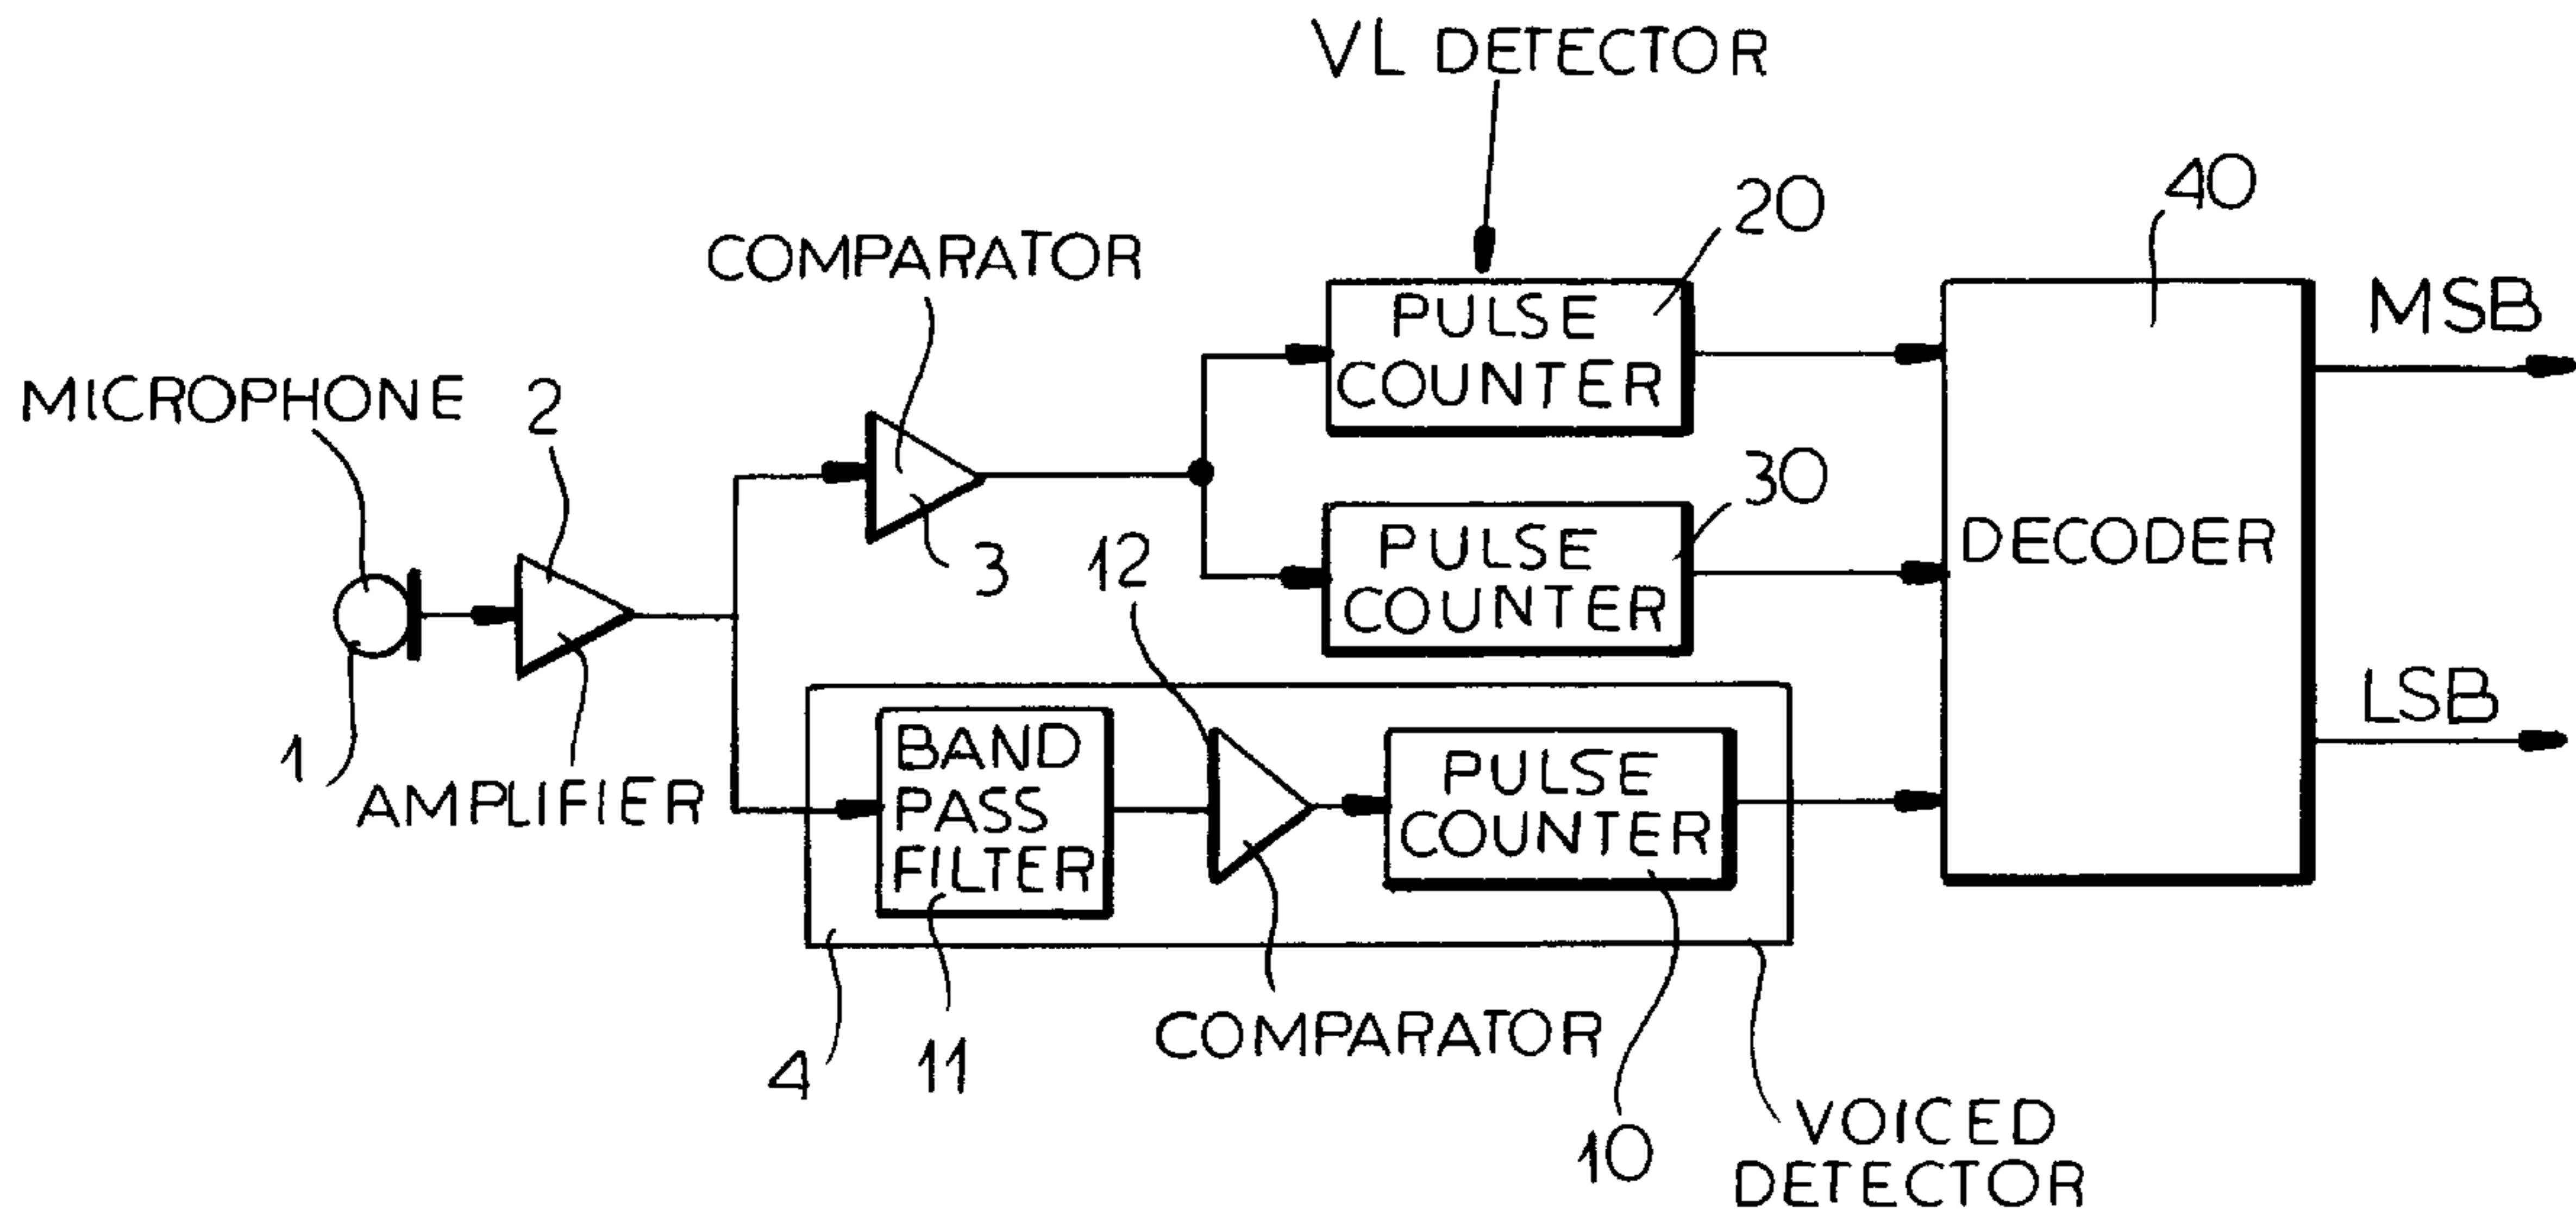 VL DETECTOR
40
20
COMPARATOR
MSB
PULSE
COUNTER
MICROPHONE
2
30
3
12
PULSE
COUNTER
DECODER
LSB
1
AMPLIFIER
BAND
PASS
FILTER
11
PULSE
COUNTER
4
COMPARATOR
10
VOICED
DETECTOR